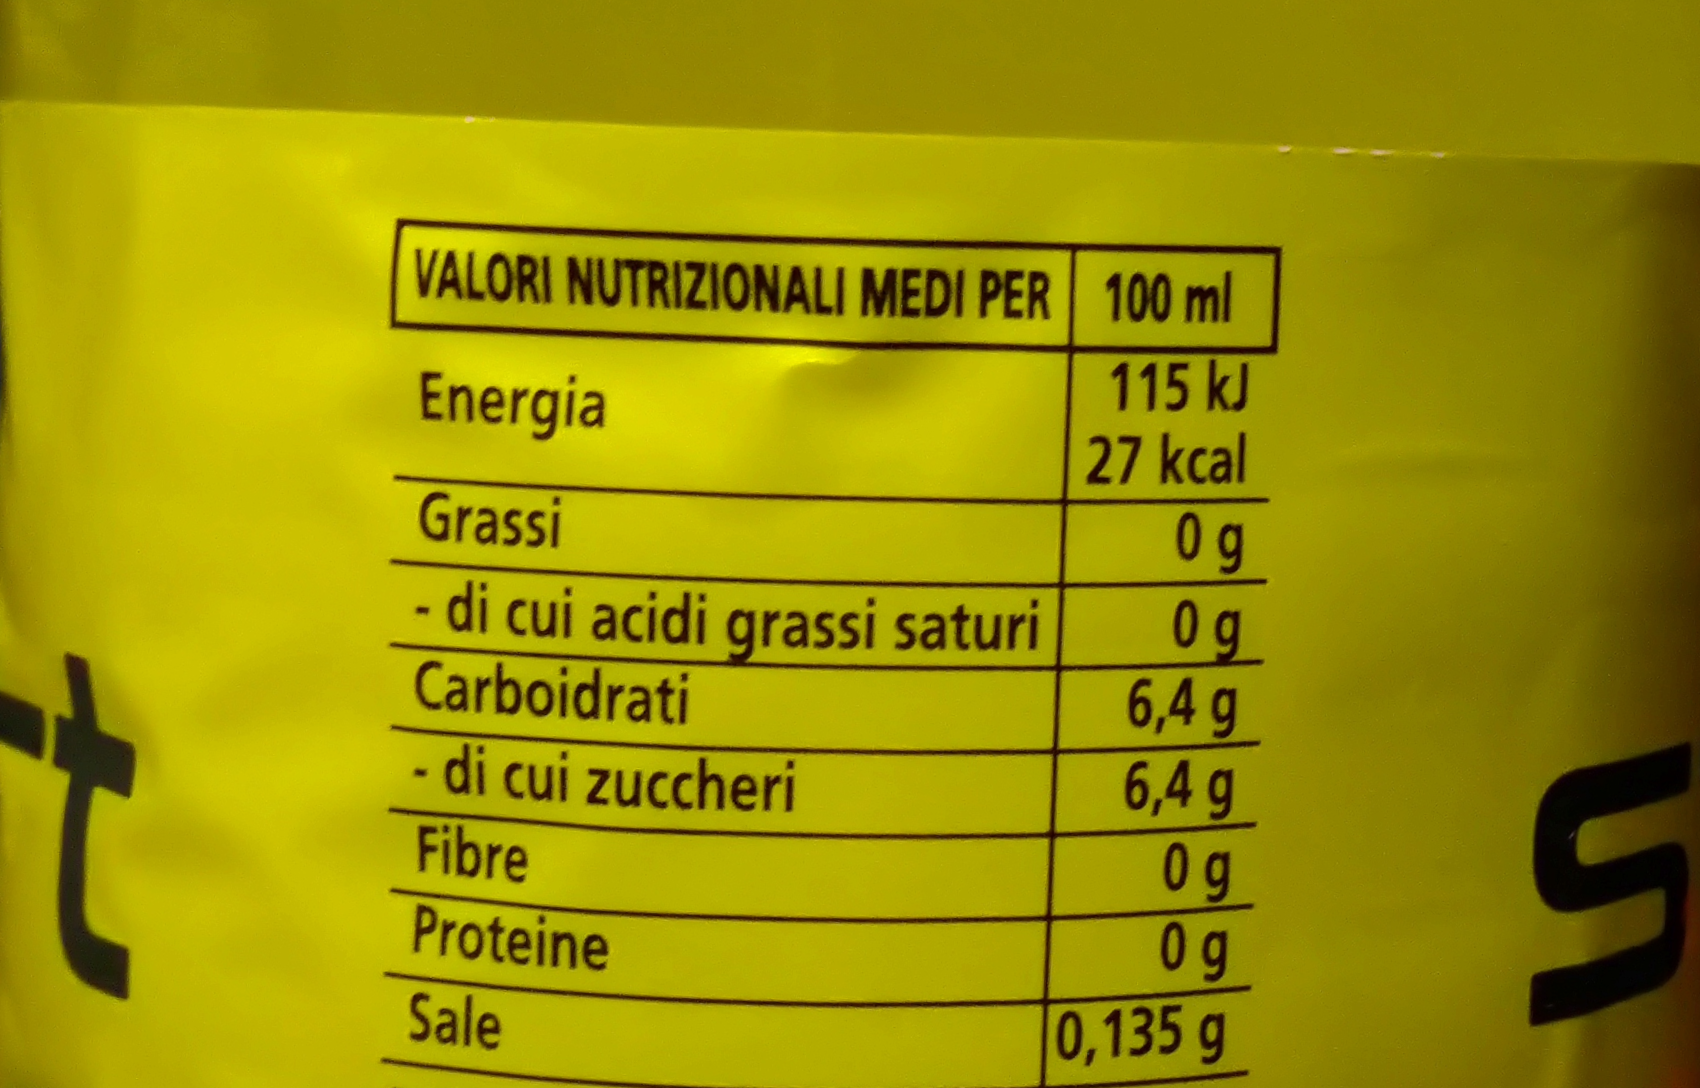 VALORI NUTRIZIONALI MEDI PER 100 ml
Energia 115 kJ
27 kcal
Grassi 0 g
- di cui acidi grassi saturi 0 g
Carboidrati 6,4 g
- di cui zuccheri 6,4 g
Fibre 0 g
Proteine 0 g
Sale 0,135 g
t
s